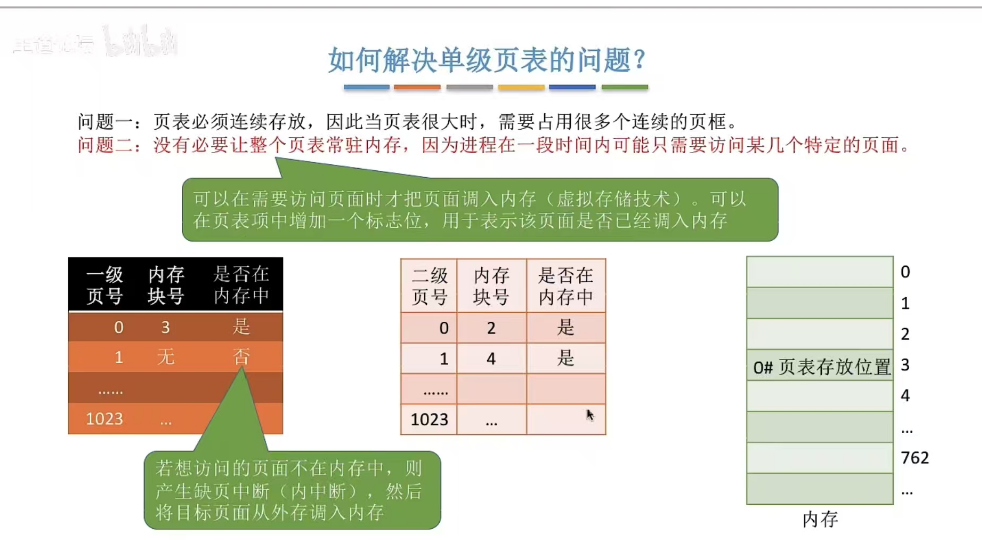 如何解决单级页表的问题？
问题一：页表必须连续存放，因此当页表很大时，需要占用很多个连续的页框。
问题二：没有必要让整个页表常驻内存，因为进程在一段时间内可能只需要访问某几个特定的页面。
可以在需要访问页面时才把页面调入内存（虚拟存储技术）。可以
在页表项中增加一个标志位，用于表示该页面是否已经调入内存
一级 内存 是否在
页号 块号 内存中
0 3 是
1 无 否
……
1023 …
二级 内存 是否在
页号 块号 内存中
0 2 是
1 4 是
……
1023 …
0
1
2
0# 页表存放位置 3
4
…
762
…
内存
若想访问的页面不在内存中，则
产生缺页中断（内中断），然后
将目标页面从外存调入内存